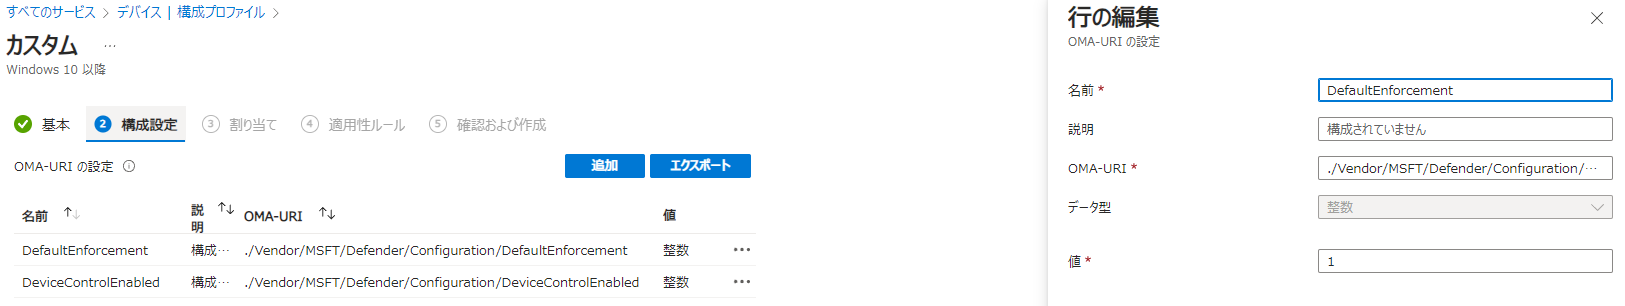 すべてのサービス > デバイス | 構成プロファイル >
カスタム ...
Windows 10 以降
基本 2 構成設定 3 割り当て 4 適用性ルール 5 確認および作成
OMA-URI の設定
追加 エクスポート
名前 説明 OMA-URI 値
DefaultEnforcement 構成… ./Vendor/MSFT/Defender/Configuration/DefaultEnforcement 整数 •••
DeviceControlEnabled 構成… ./Vendor/MSFT/Defender/Configuration/DeviceControlEnabled 整数 •••
行の編集
OMA-URI の設定
名前 * DefaultEnforcement
説明 構成されていません
OMA-URI * ./Vendor/MSFT/Defender/Configuration/…
データ型 整数
値 * 1